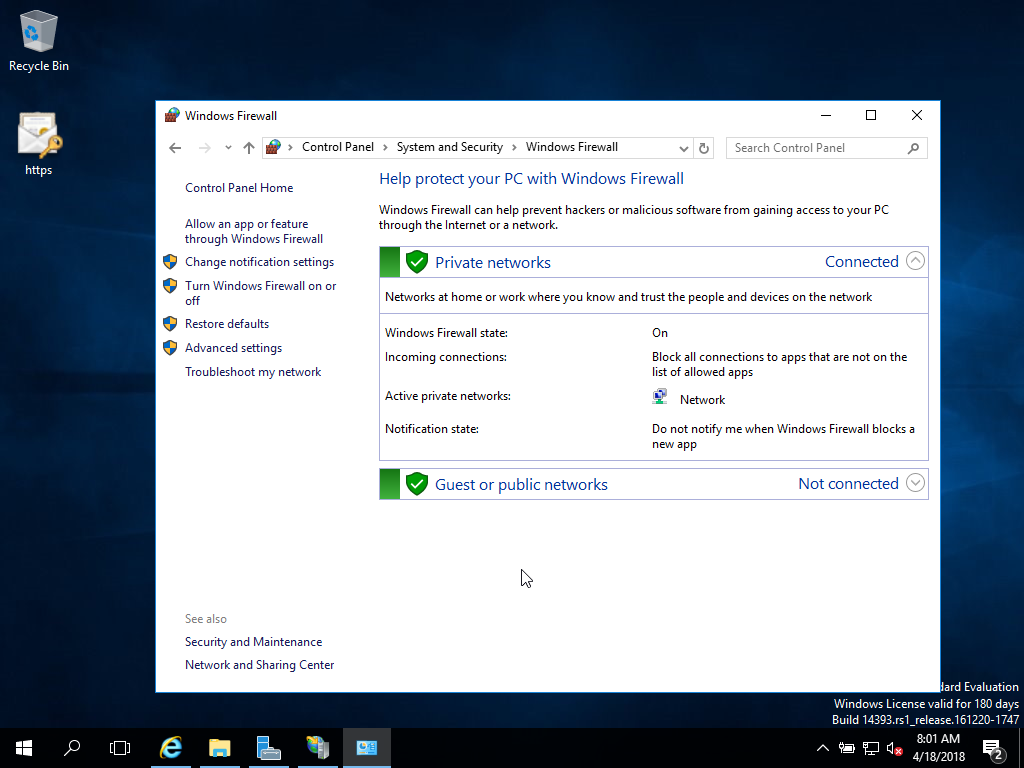 Recycle Bin
https
Windows Firewall
Control Panel
System and Security
Windows Firewall
Search Control Panel
Control Panel Home
Allow an app or feature
through Windows Firewall
Change notification settings
Turn Windows Firewall on or
off
Restore defaults
Advanced settings
Troubleshoot my network
Help protect your PC with Windows Firewall
Windows Firewall can help prevent hackers or malicious software from gaining access to your PC
through the Internet or a network.
Private networks Connected
Networks at home or work where you know and trust the people and devices on the network
Windows Firewall state: On
Incoming connections: Block all connections to apps that are not on the
list of allowed apps
Active private networks: Network
Notification state: Do not notify me when Windows Firewall blocks a
new app
Guest or public networks Not connected
See also
Security and Maintenance
Network and Sharing Center
Evaluation
Windows License valid for 180 days
Build 14393.rs1_release.161220-1747
8:01 AM
4/18/2018
2